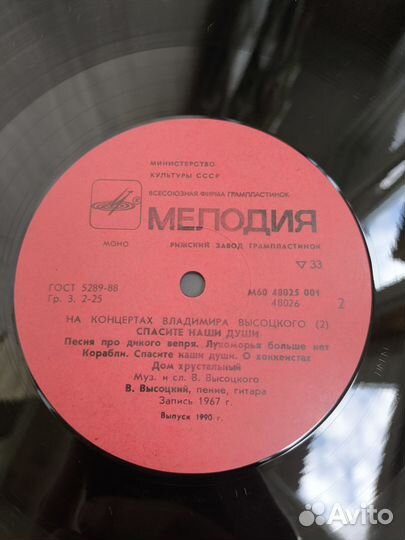 МИНИСТЕРСТВО
КУЛЬТУРЫ СССР
ВСЕСОЮЗНАЯ ФИРМА ГРАМПЛАСТИНОК
МЕЛОДИЯ
МОНО РИЖСКИЙ ЗАВОД ГРАМПЛАСТИНОК
▽33
ГОСТ 5289-88 М60 48025 001
Гр. 3. 2-25 48026 2
НА КОНЦЕРТАХ ВЛАДИМИРА ВЫСОЦКОГО (2)
СПАСИТЕ НАШИ ДУШИ
Песня про дикого вепря. Лукоморья больше нет
Корабли. Спасите наши души. О хоккеистах
Дом хрустальный
Муз. и сл. В. Высоцкого
В. Высоцкий, пение, гитара
Запись 1967 г.
Выпуск 1990 г.
Avito